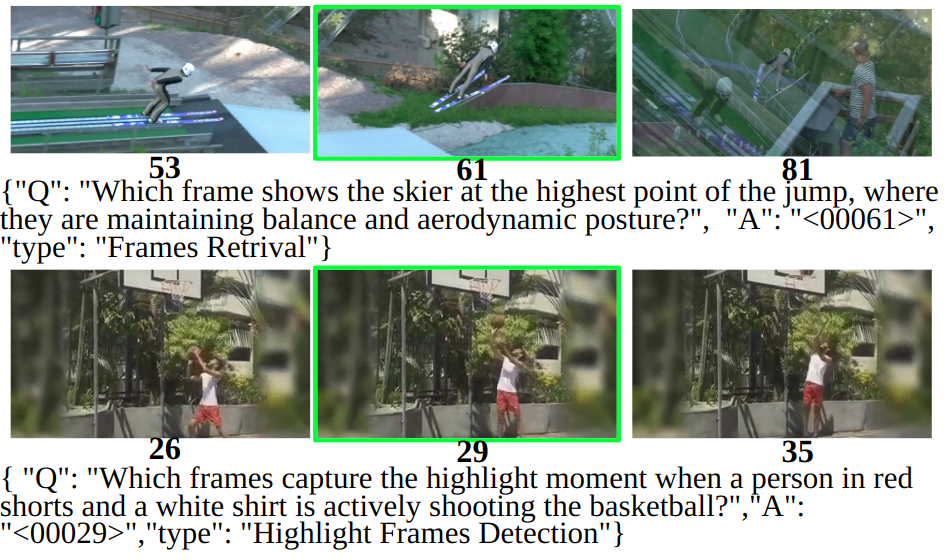 53 61 81
{"Q": "Which frame shows the skier at the highest point of the jump, where
they are maintaining balance and aerodynamic posture?", "A": "<00061>",
"type": "Frames Retrival"}
26 29 35
{ "Q": "Which frames capture the highlight moment when a person in red
shorts and a white shirt is actively shooting the basketball?","A":
"<00029>","type": "Highlight Frames Detection"}